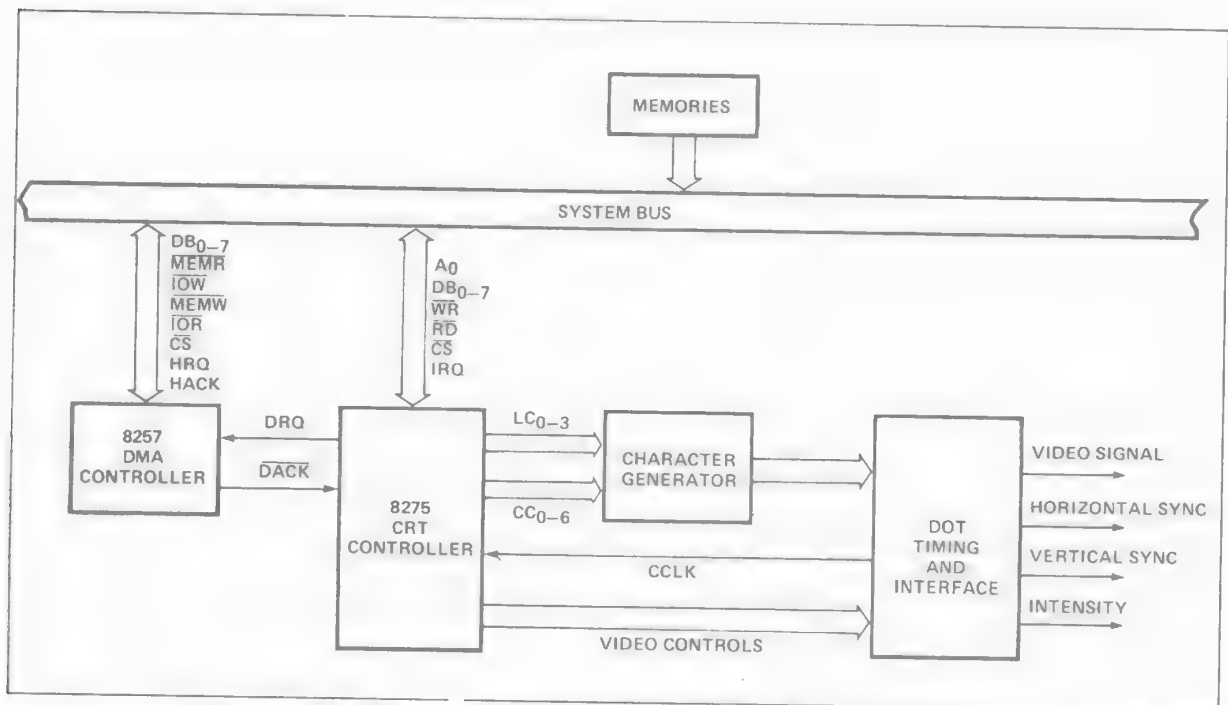 MEMORIES
SYSTEM BUS
DB0–7
MEMR
IOW
MEMW
IOR
CS
HRQ
HACK
A0
DB0–7
WR
RD
CS
IRQ
8257
DMA
CONTROLLER
DRQ
DACK
8275
CRT
CONTROLLER
LC0–3
CC0–6
CHARACTER
GENERATOR
CCLK
VIDEO CONTROLS
DOT
TIMING
AND
INTERFACE
VIDEO SIGNAL
HORIZONTAL SYNC
VERTICAL SYNC
INTENSITY